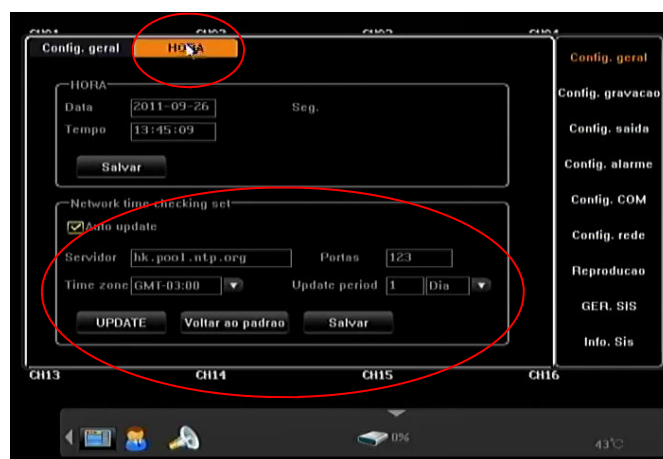 Config. geral HORA
HORA
Data 2011-09-26 Seg.
Tempo 13:45:09
Salvar
Network time checking set
Auto update
Servidor hk.pool.ntp.org Portas 123
Time zone GMT-03:00 Update period 1 Dia
UPDATE Voltar ao padrao Salvar
Config. geral
Config. gravacao
Config. saida
Config. alarme
Config. COM
Config. rede
Reproducao
GER. SIS
Info. Sis
CH13 CH14 CH15 CH16
0% 43°C